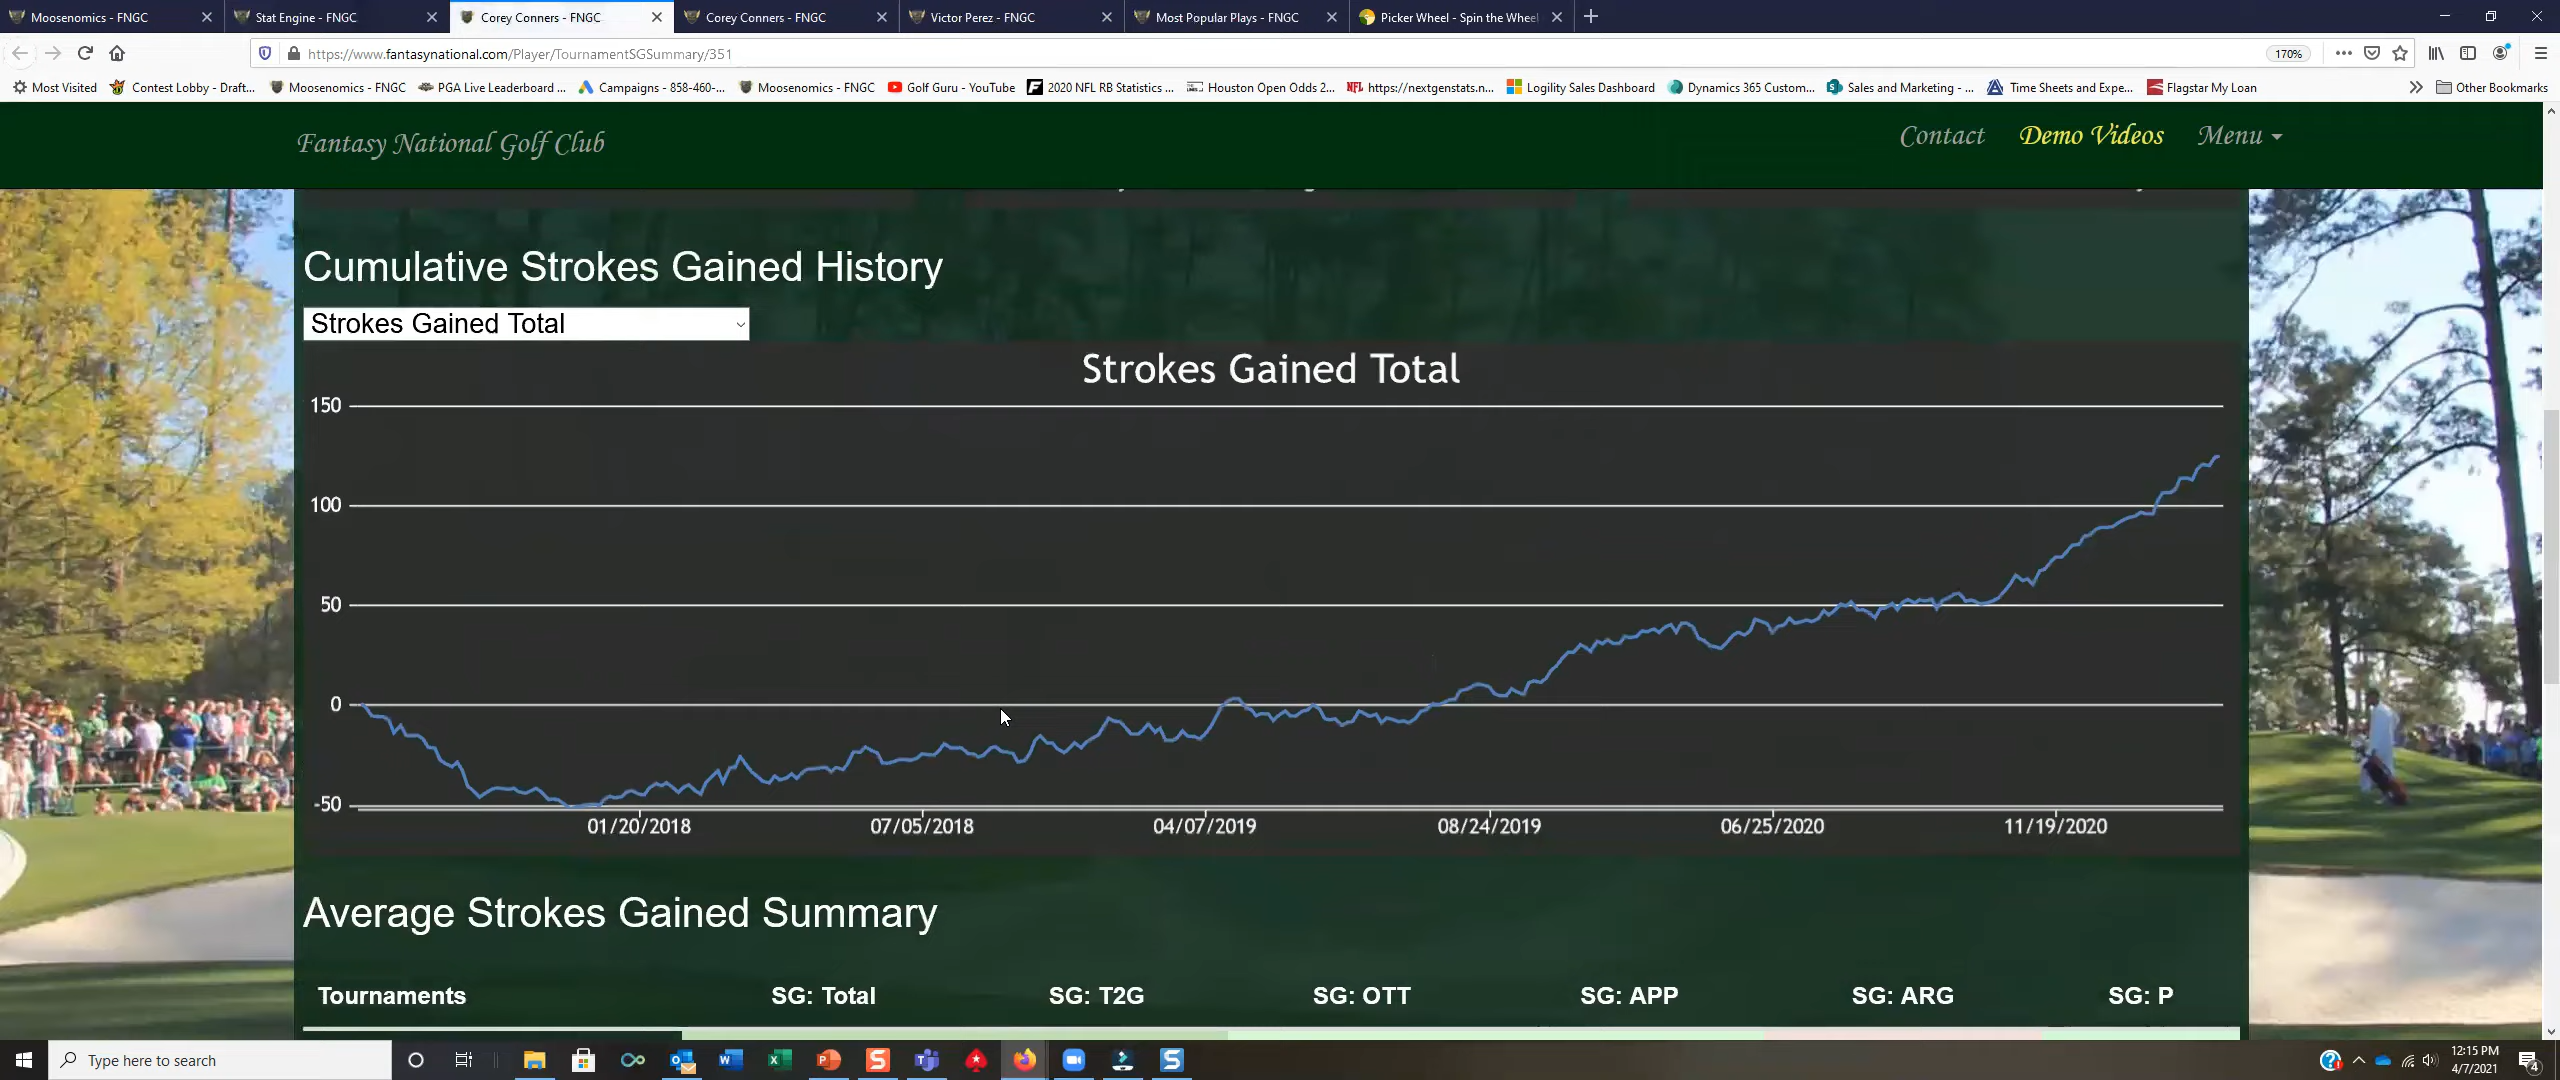 Moosenomics - FNGC
Stat Engine - FNGC
Corey Conners - FNGC
Corey Conners - FNGC
Victor Perez - FNGC
Most Popular Plays - FNGC
Picker Wheel - Spin the Wheel
https://www.fantasynational.com/Player/TournamentSGSummary/351
170%
Most Visited
Contest Lobby - Draft...
Moosenomics - FNGC
PGA Live Leaderboard ...
Campaigns - 858-460-...
Moosenomics - FNGC
Golf Guru - YouTube
2020 NFL RB Statistics ...
Houston Open Odds 2...
NFL https://nextgenstats.n...
Logility Sales Dashboard
Dynamics 365 Custom...
Sales and Marketing - ...
Time Sheets and Expe...
Flagstar My Loan
Other Bookmarks
Fantasy National Golf Club
Contact
Demo Videos
Menu
Cumulative Strokes Gained History
Strokes Gained Total
Strokes Gained Total
150
100
50
0
-50
01/20/2018
07/05/2018
04/07/2019
08/24/2019
06/25/2020
11/19/2020
Average Strokes Gained Summary
Tournaments
SG: Total
SG: T2G
SG: OTT
SG: APP
SG: ARG
SG: P
Type here to search
12:15 PM
4/7/2021
4